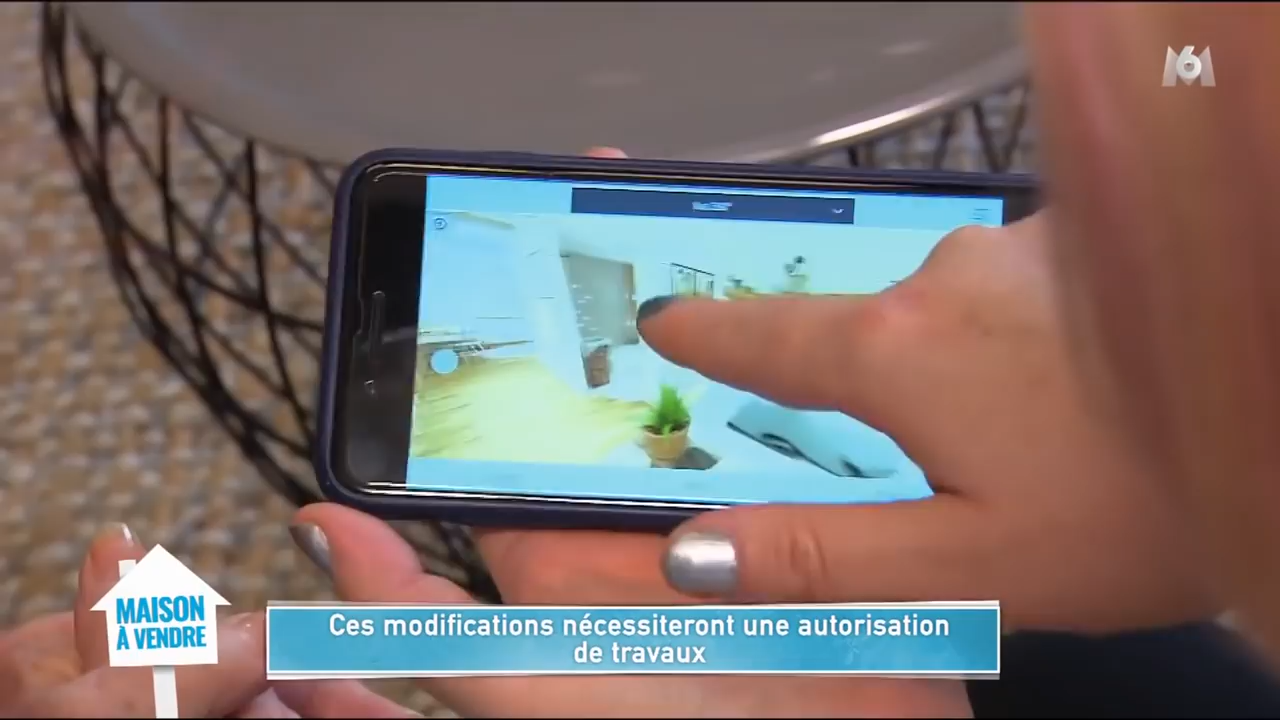 M6
MAISON
À VENDRE
Ces modifications nécessiteront une autorisation
de travaux